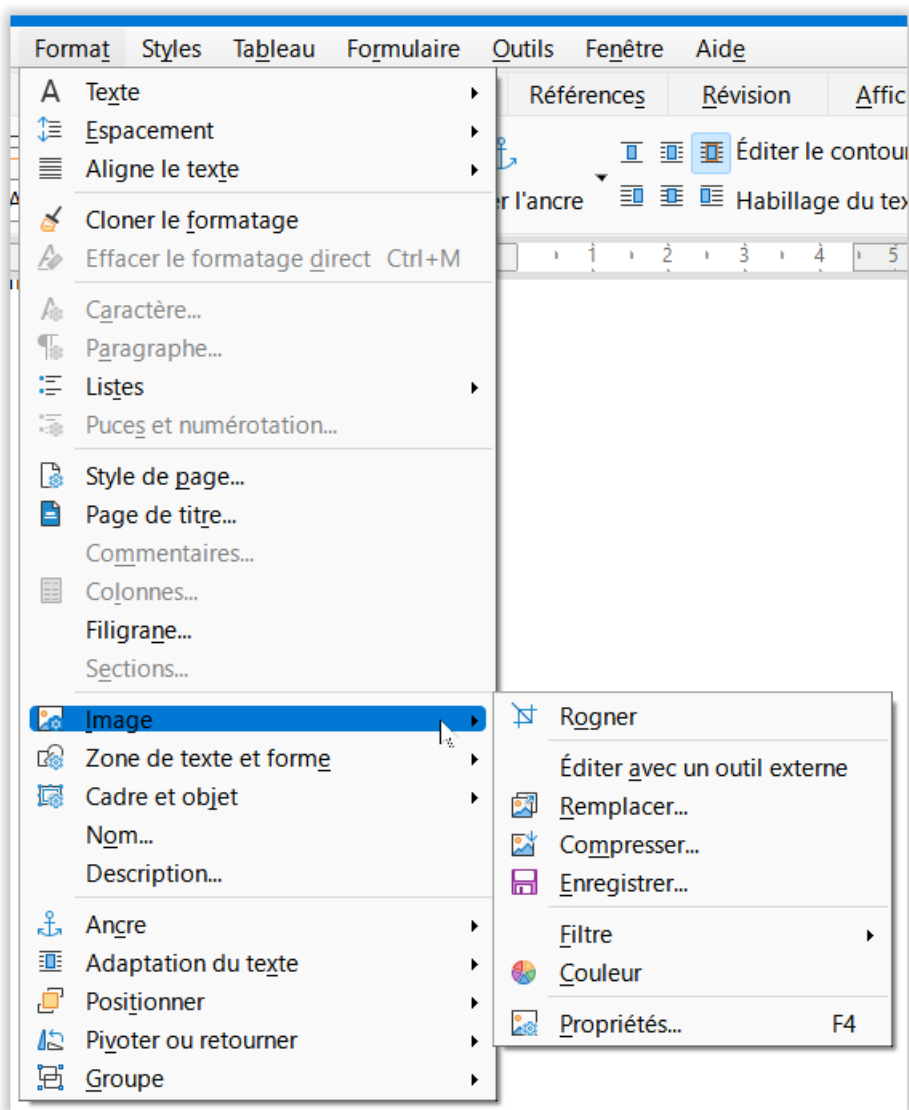 Format Styles Tableau Formulaire Outils Fenêtre Aide
Références Révision Affic
Texte
Espacement
Aligne le texte
Éditer le contour
r l'ancre Habillage du tex
Cloner le formatage
Effacer le formatage direct Ctrl+M
1 2 3 4 5
Caractère...
Paragraphe...
Listes
Puces et numérotation...
Style de page...
Page de titre...
Commentaires...
Colonnes...
Filigrane...
Sections...
Image
Zone de texte et forme
Cadre et objet
Nom...
Description...
Ancre
Adaptation du texte
Positionner
Pivoter ou retourner
Groupe
Rogner
Éditer avec un outil externe
Remplacer...
Compresser...
Enregistrer...
Filtre
Couleur
Propriétés... F4